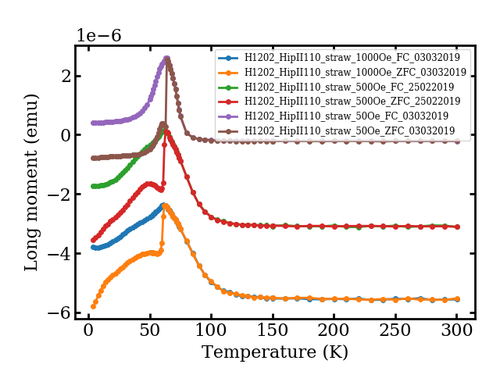 1e−6
H1202_HipII110_straw_1000Oe_FC_03032019
H1202_HipII110_straw_1000Oe_ZFC_03032019
H1202_HipII110_straw_500Oe_FC_25022019
H1202_HipII110_straw_500Oe_ZFC_25022019
H1202_HipII110_straw_50Oe_FC_03032019
H1202_HipII110_straw_50Oe_ZFC_03032019
2
0
−2
−4
−6
Long moment (emu)
0 50 100 150 200 250 300
Temperature (K)